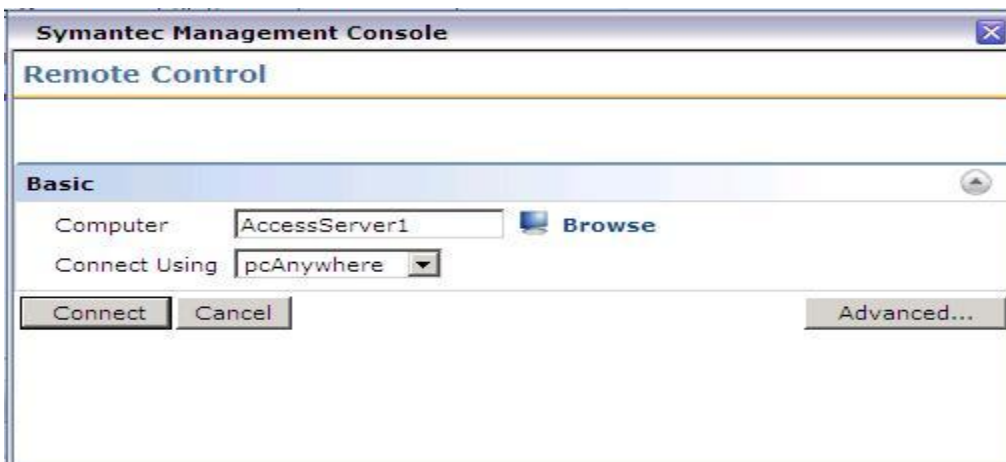 Symantec Management Console
Remote Control
Basic
Computer AccessServer1 Browse
Connect Using pcAnywhere
Connect Cancel Advanced...